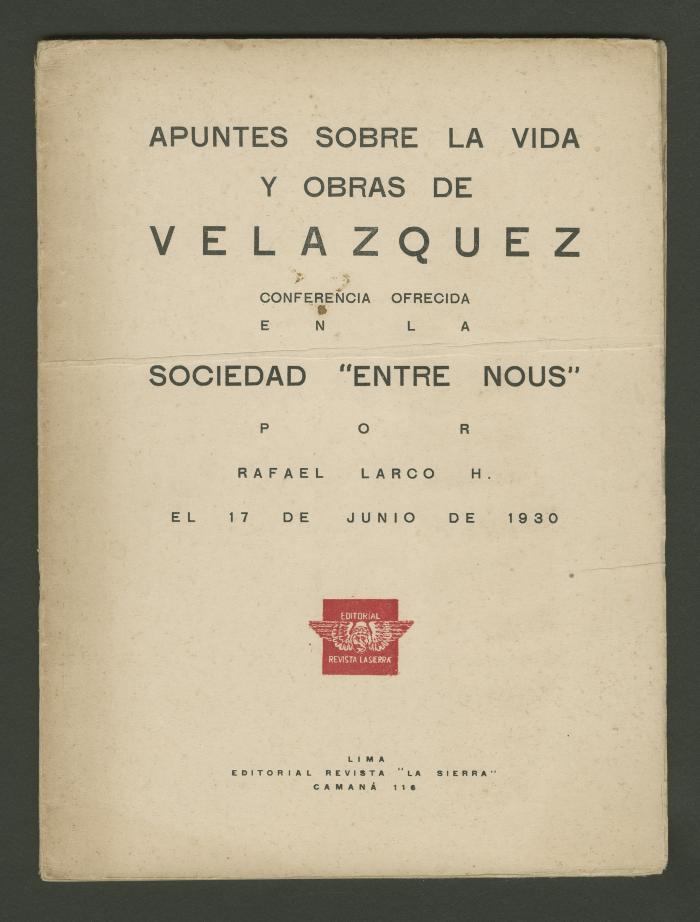 APUNTES SOBRE LA VIDA
Y OBRAS DE
VELAZQUEZ
CONFERENCIA OFRECIDA
EN LA
SOCIEDAD "ENTRE NOUS"
POR
RAFAEL LARCO H.
EL 17 DE JUNIO DE 1930
EDITORIAL
REVISTA LA SIERRA
LIMA
EDITORIAL REVISTA "LA SIERRA"
CAMANÁ 116